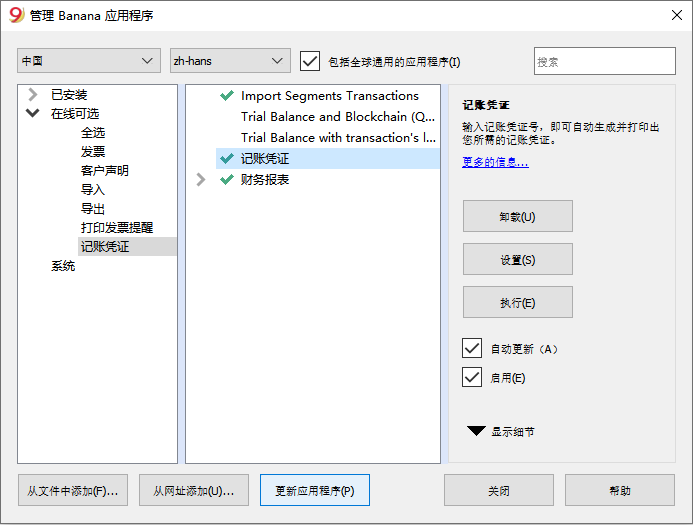 管理 Banana 应用程序
中国
zh-hans
包括全球通用的应用程序(I)
搜索
已安装
在线可选
全选
发票
客户声明
导入
导出
打印发票提醒
记账凭证
系统
Import Segments Transactions
Trial Balance and Blockchain (Q...
Trial Balance with transaction's l...
记账凭证
财务报表
记账凭证
输入记账凭证号，即可自动生成并打印出
您所需的记账凭证。
更多的信息...
卸载(U)
设置(S)
执行(E)
自动更新（A）
启用(E)
显示细节
从文件中添加(F)...
从网址添加(U)...
更新应用程序(P)
关闭
帮助